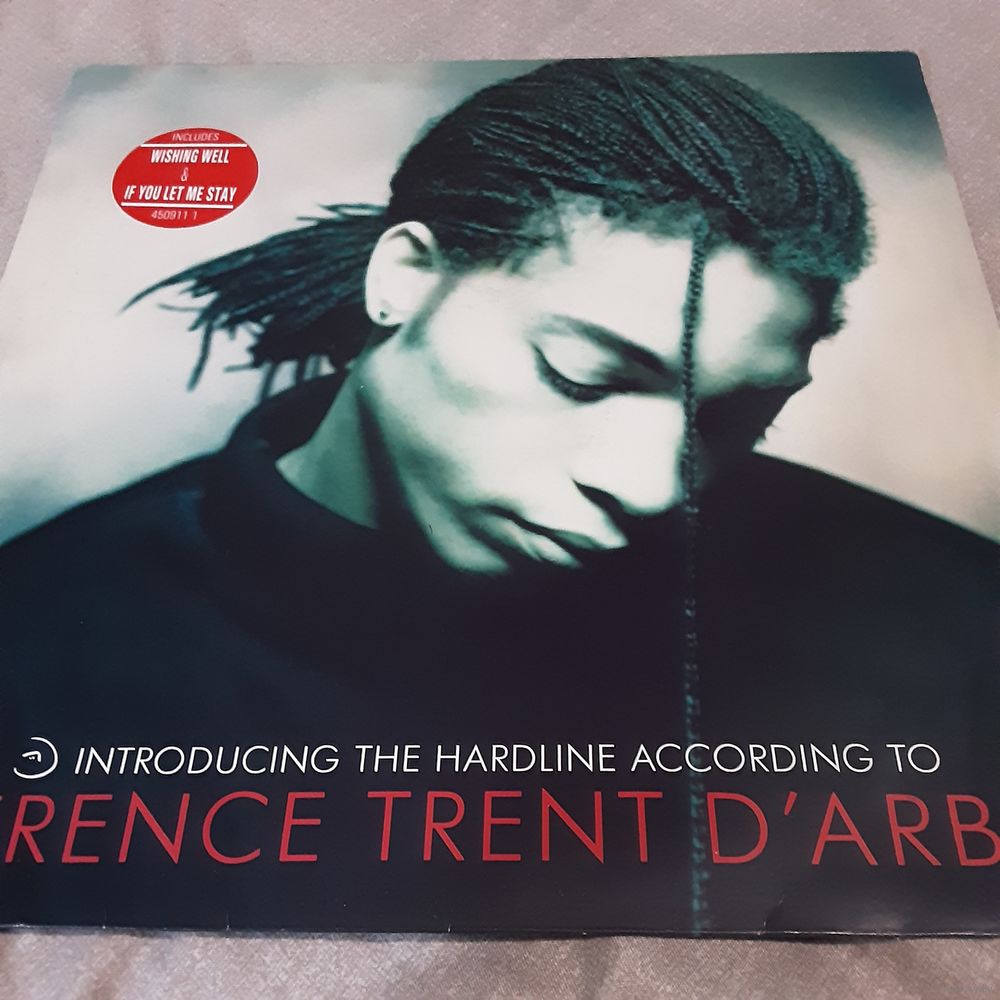 INCLUDES
WISHING WELL
&
IF YOU LET ME STAY
450911 1
INTRODUCING THE HARDLINE ACCORDING TO
RENCE TRENT D'ARB